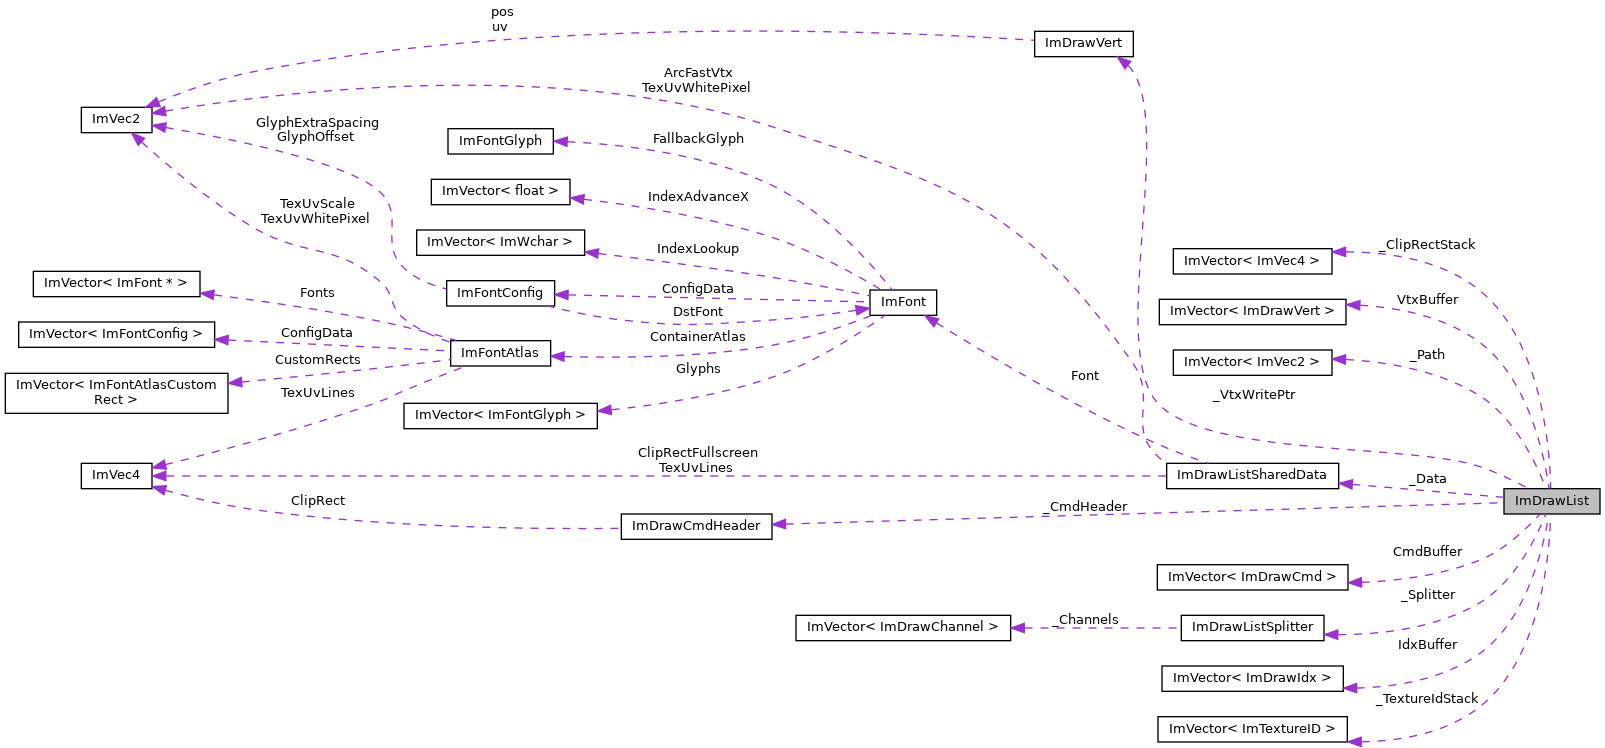 pos
uv
ImDrawVert
ArcFastVtx
TexUvWhitePixel
ImVec2
GlyphExtraSpacing
GlyphOffset
ImFontGlyph
FallbackGlyph
ImVector< float >
IndexAdvanceX
TexUvScale
TexUvWhitePixel
ImVector< ImWchar >
IndexLookup
_ClipRectStack
ImVector< ImVec4 >
ImVector< ImFont * >
Fonts
ImFontConfig
ConfigData
ImFont
DstFont
VtxBuffer
ImVector< ImDrawVert >
ImVector< ImFontConfig >
ConfigData
ContainerAtlas
ImFontAtlas
CustomRects
_Path
ImVector< ImVec2 >
Glyphs
Font
ImVector< ImFontAtlasCustom
Rect >
TexUvLines
_VtxWritePtr
ImVector< ImFontGlyph >
ClipRectFullscreen
TexUvLines
ImVec4
ImDrawListSharedData
_Data
ImDrawList
ClipRect
_CmdHeader
ImDrawCmdHeader
CmdBuffer
ImVector< ImDrawCmd >
_Splitter
_Channels
ImVector< ImDrawChannel >
ImDrawListSplitter
IdxBuffer
ImVector< ImDrawIdx >
_TextureIdStack
ImVector< ImTextureID >